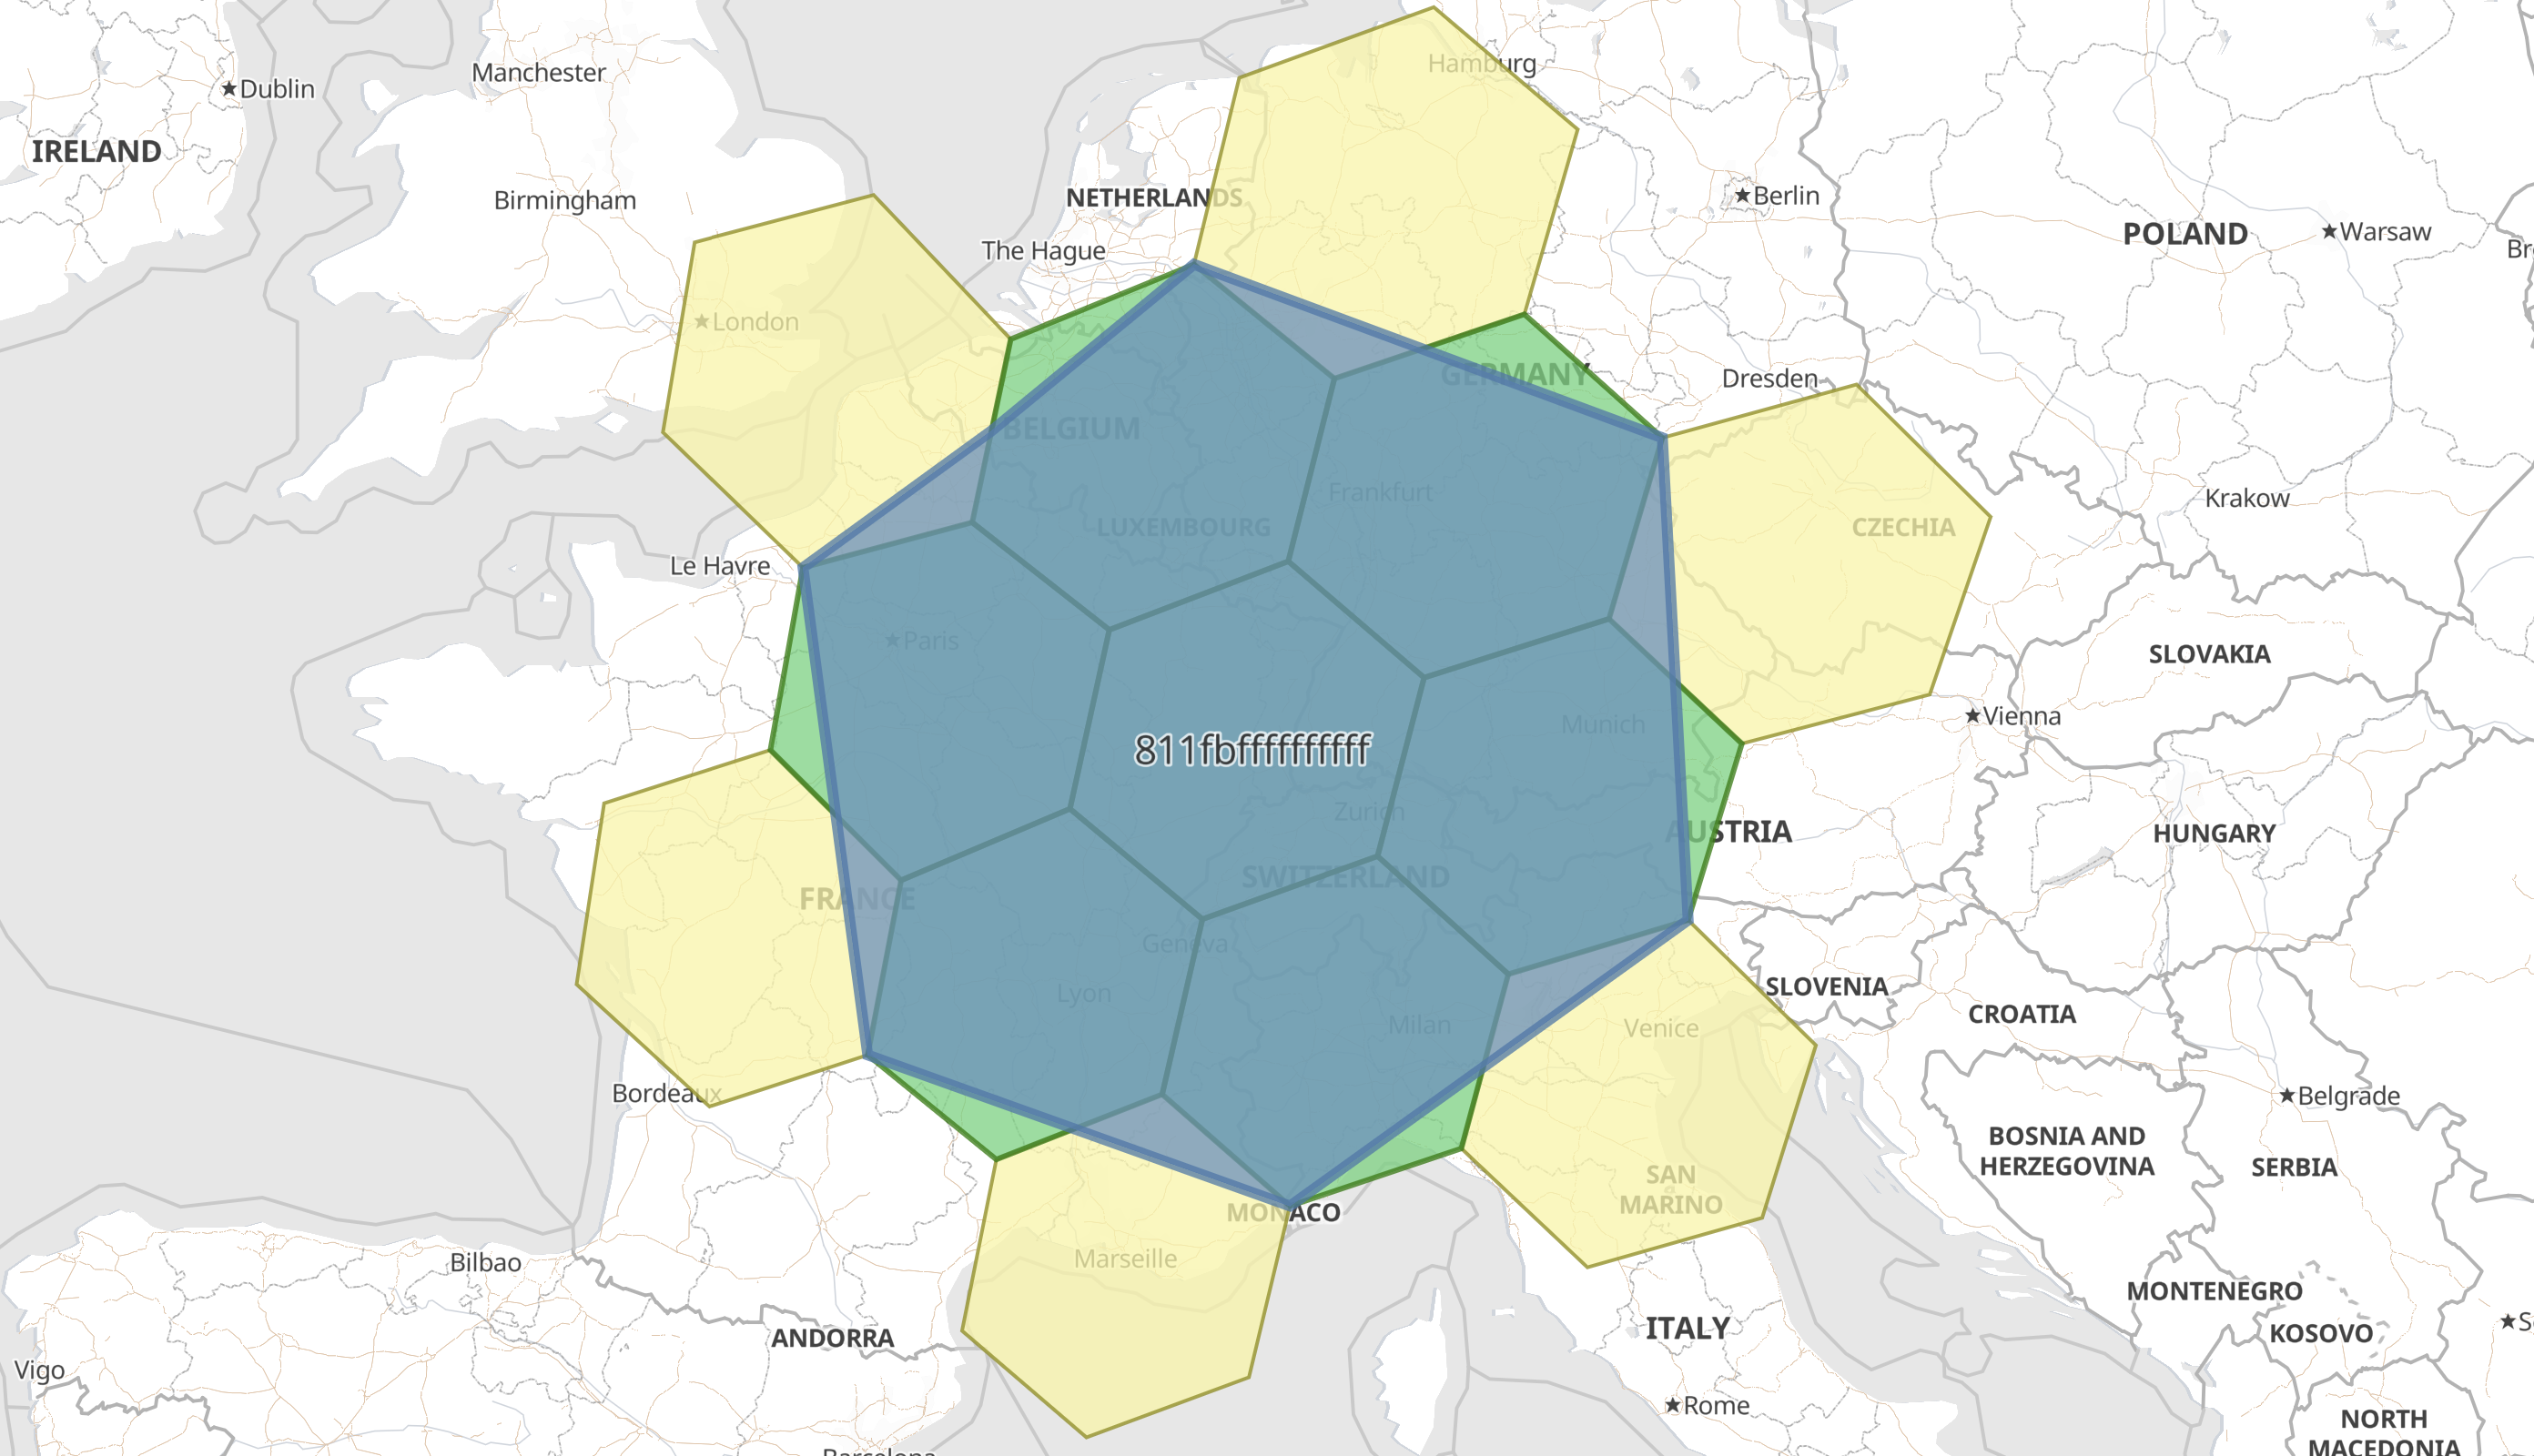 Hamburg
Manchester
Dublin
IRELAND
Birmingham
NETHERLANDS
Berlin
The Hague
POLAND
Warsaw
Br
London
GERMANY
Dresden
BELGIUM
Frankfurt
Krakow
LUXEMBOURG
CZECHIA
Le Havre
Paris
SLOVAKIA
Munich
Vienna
811fbffffffffff
Zurich
AUSTRIA
HUNGARY
SWITZERLAND
FRANCE
Geneva
Lyon
SLOVENIA
CROATIA
Milan
Venice
Bordeaux
Belgrade
BOSNIA AND
HERZEGOVINA
SERBIA
SAN
MARINO
MONACO
Marseille
Bilbao
MONTENEGRO
ITALY
KOSOVO
S
ANDORRA
Vigo
Rome
NORTH
MACEDONIA
Barcelona